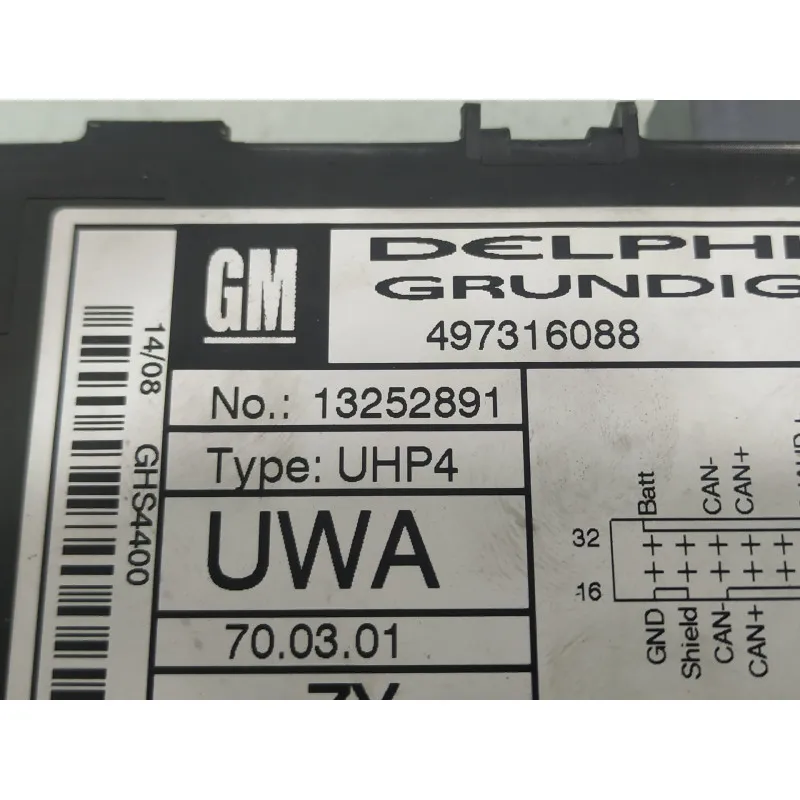 GM
DELPHI
GRUNDIG
497316088
No.: 13252891
Type: UHP4
UWA
70.03.01
14/08 GHS4400
Batt CAN- CAN+
32
16
GND Shield CAN- CAN+